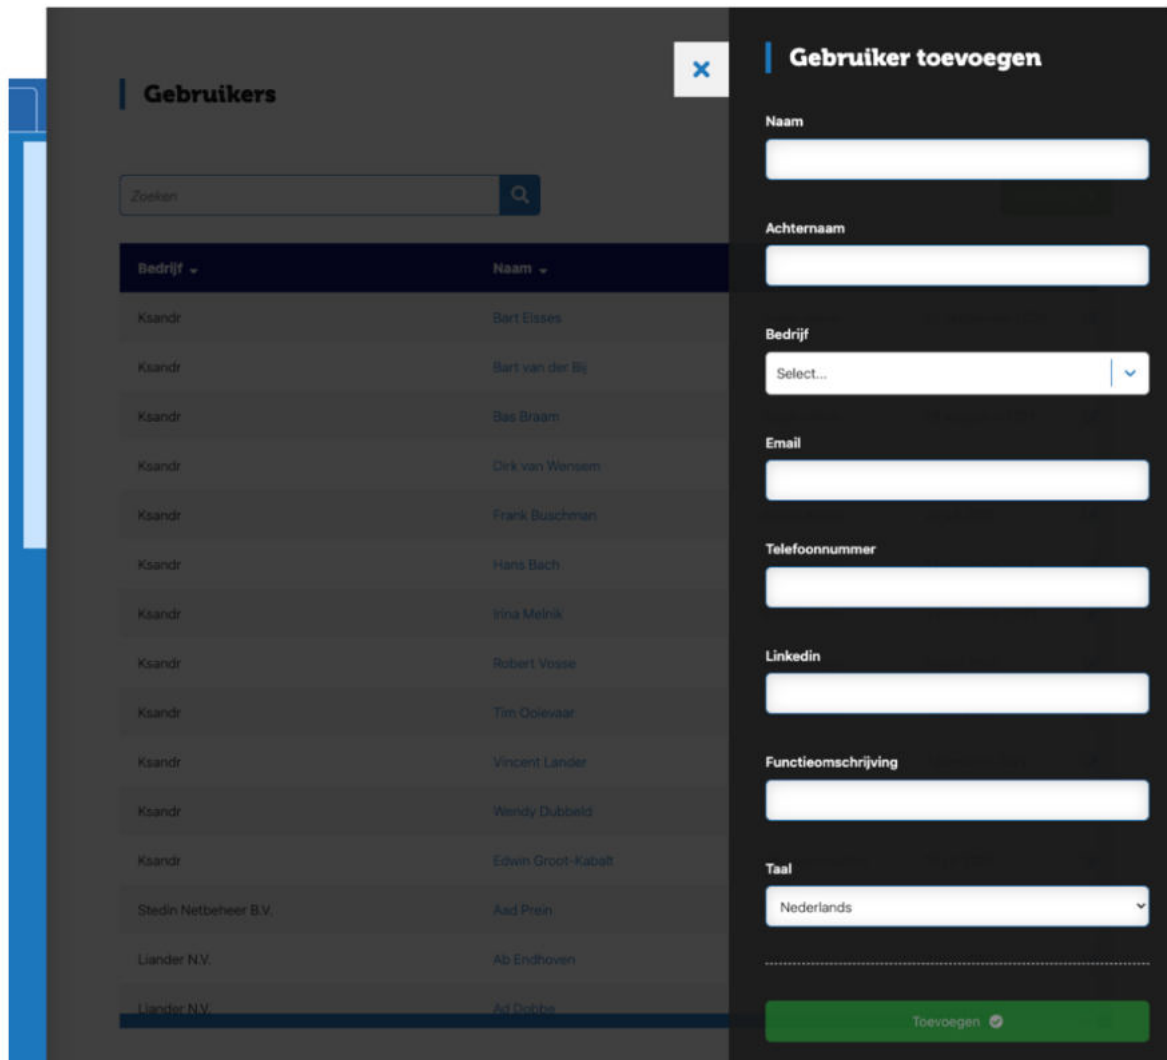 Gebruikers
Zoeken
Bedrijf Naam
Ksandr Bart Elsses
Ksandr Bart van der Bij
Ksandr Bas Braam
Ksandr Dirk van Wensem
Ksandr Frank Buschman
Ksandr Hans Bach
Ksandr Irina Melnik
Ksandr Robert Vosse
Ksandr Tim Ooievaar
Ksandr Vincent Lander
Ksandr Wendy Dubbeld
Ksandr Edwin Groot-Kabalt
Stedin Netbeheer B.V. Aad Prein
Liander N.V. Ab Endhoven
Liander N.V. Ad Dobbe
Gebruiker toevoegen
Naam
Achternaam
Bedrijf
Select...
Email
Telefoonnummer
Linkedin
Functieomschrijving
Taal
Nederlands
Toevoegen